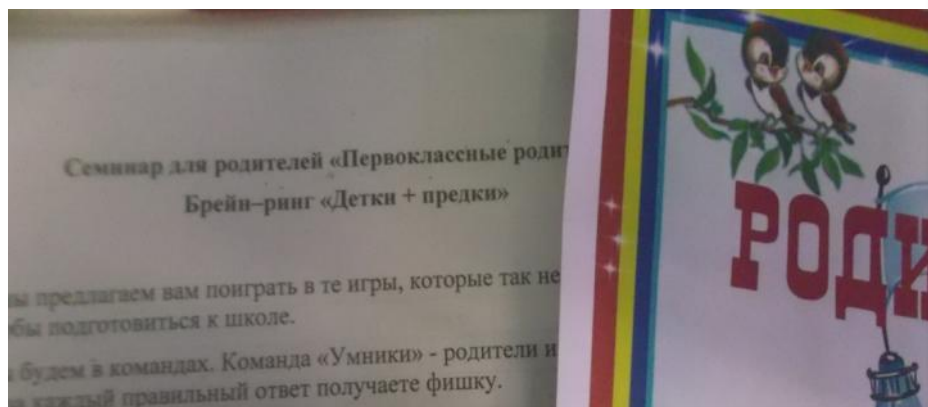 Семинар для родителей «Первоклассные роди
Брейн–ринг «Детки + предки»
предлагаем вам поиграть в те игры, которые так не
подготовиться к школе.
будем в командах. Команда «Умники» - родители и
каждый правильный ответ получаете фишку.
РОДИ